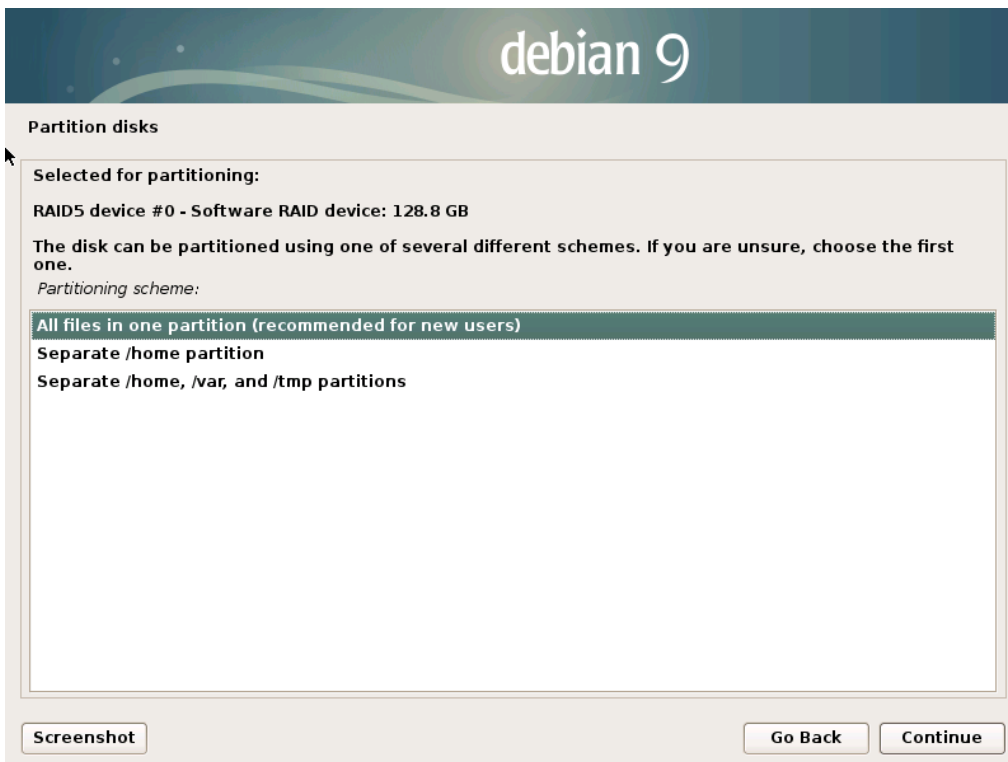 debian 9
Partition disks
Selected for partitioning:
RAID5 device #0 - Software RAID device: 128.8 GB
The disk can be partitioned using one of several different schemes. If you are unsure, choose the first
one.
Partitioning scheme:
All files in one partition (recommended for new users)
Separate /home partition
Separate /home, /var, and /tmp partitions
Screenshot
Go Back
Continue